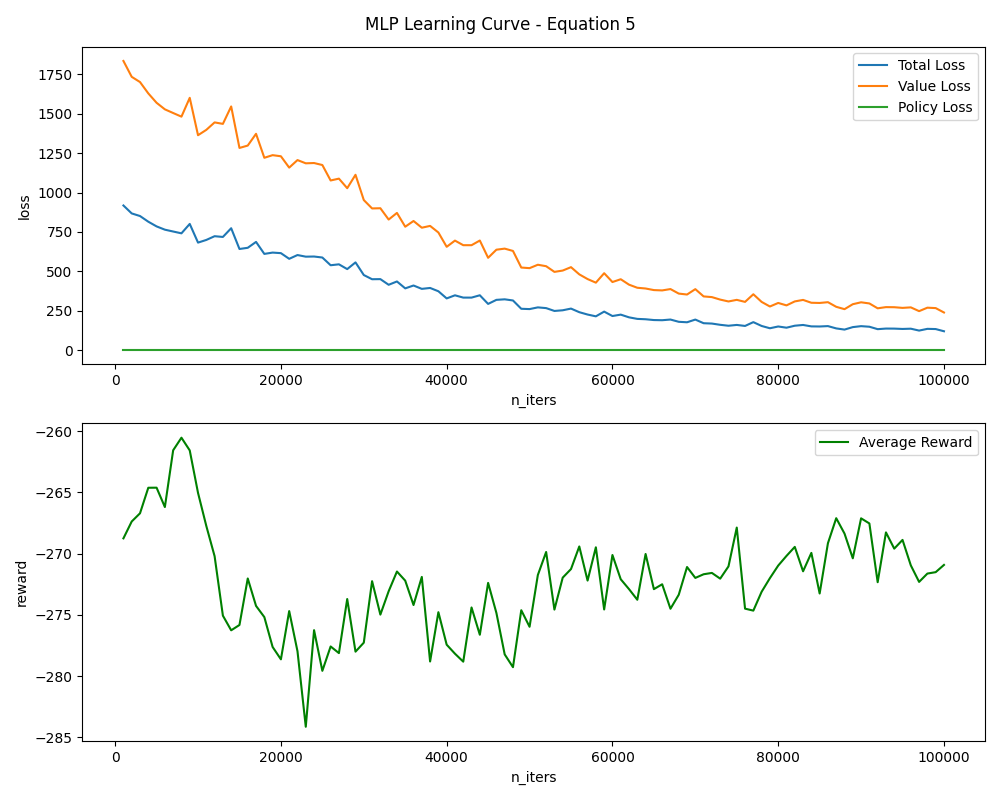 MLP Learning Curve - Equation 5
Total Loss
Value Loss
Policy Loss
1750
1500
1250
1000
750
500
250
0
loss
0 20000 40000 60000 80000 100000
n_iters
Average Reward
−260
−265
−270
−275
−280
−285
reward
0 20000 40000 60000 80000 100000
n_iters